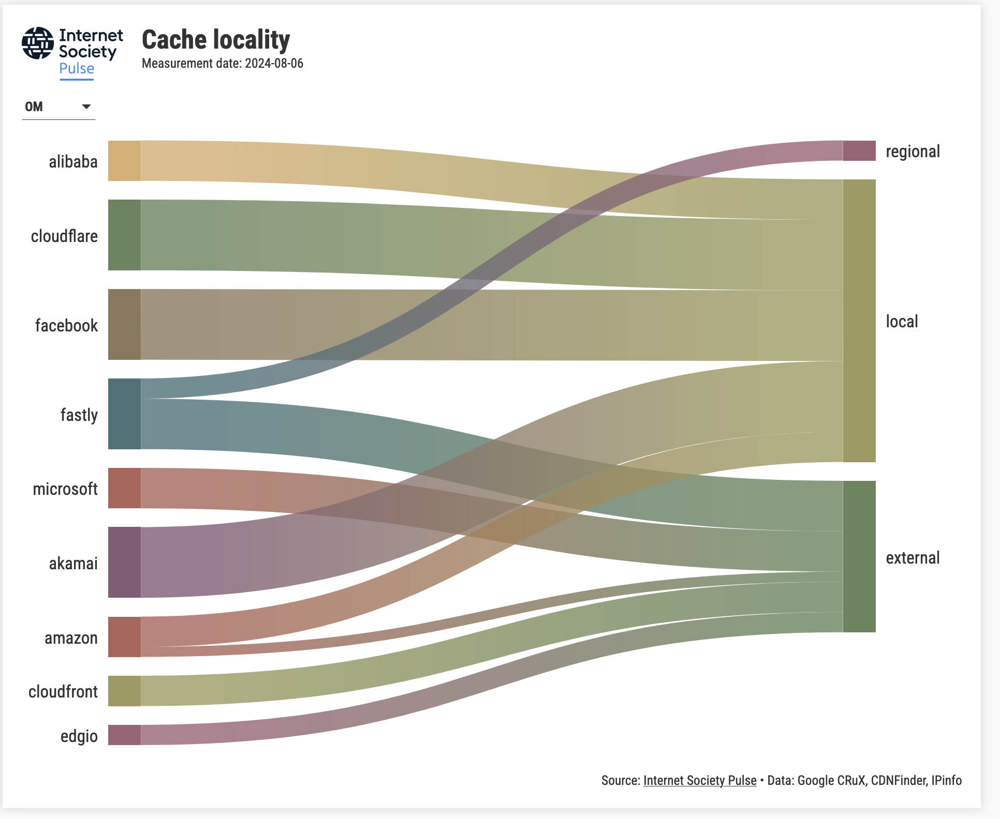 Internet
Society
Pulse
Cache locality
Measurement date: 2024-08-06
OM
alibaba
cloudflare
facebook
fastly
microsoft
akamai
amazon
cloudfront
edgio
regional
local
external
Source: Internet Society Pulse • Data: Google CRuX, CDNFinder, IPinfo